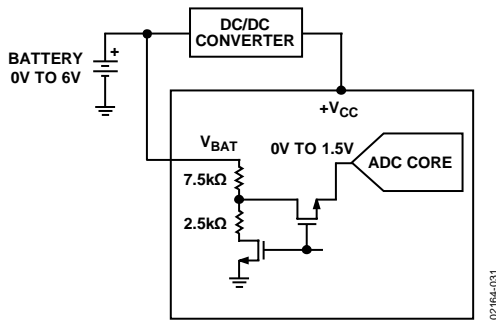 DC/DC
CONVERTER
BATTERY
0V TO 6V
+
+VCC
VBAT
0V TO 1.5V
ADC CORE
7.5kΩ
2.5kΩ
02164-031